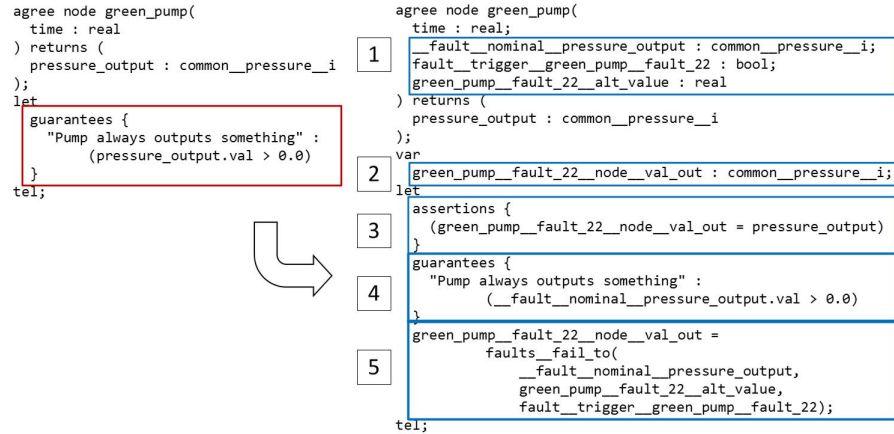 agree node green_pump(
time : real
) returns (
pressure_output : common__pressure__i
);
let
guarantees {
"Pump always outputs something" :
(pressure_output.val > 0.0)
}
tel;
agree node green_pump(
time : real;
1
__fault__nominal__pressure_output : common__pressure__i;
fault__trigger__green_pump__fault_22 : bool;
green_pump__fault_22__alt_value : real
) returns (
pressure_output : common__pressure__i
);
var
2
green_pump__fault_22__node__val_out : common__pressure__i;
let
3
assertions {
(green_pump__fault_22__node__val_out = pressure_output)
}
4
guarantees {
"Pump always outputs something" :
(__fault__nominal__pressure_output.val > 0.0)
}
5
green_pump__fault_22__node__val_out =
faults__fail_to(
__fault__nominal__pressure_output,
green_pump__fault_22__alt_value,
fault__trigger__green_pump__fault_22);
tel;